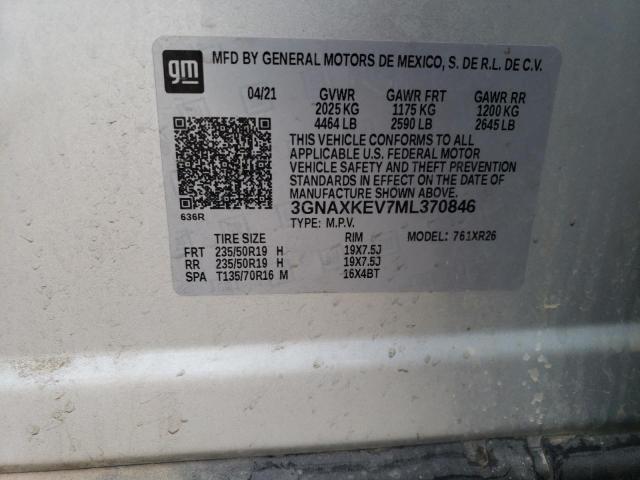 gm MFD BY GENERAL MOTORS DE MEXICO, S. DE R.L. DE C.V.
04/21 GVWR GAWR FRT GAWR RR
2025 KG 1175 KG 1200 KG
4464 LB 2590 LB 2645 LB
THIS VEHICLE CONFORMS TO ALL
APPLICABLE U.S. FEDERAL MOTOR
VEHICLE SAFETY AND THEFT
PREVENTION STANDARDS IN EFFECT
ON THE DATE OF MANUFACTURE
SHOWN ABOVE.
636R
3GNAXKEV7ML370846
TYPE: M.P.V.
TIRE SIZE RIM MODEL: 761XR26
FRT 235/50R19 H 19X7.5J
RR 235/50R19 H 19X7.5J
SPA T135/70R16 M 16X4BT